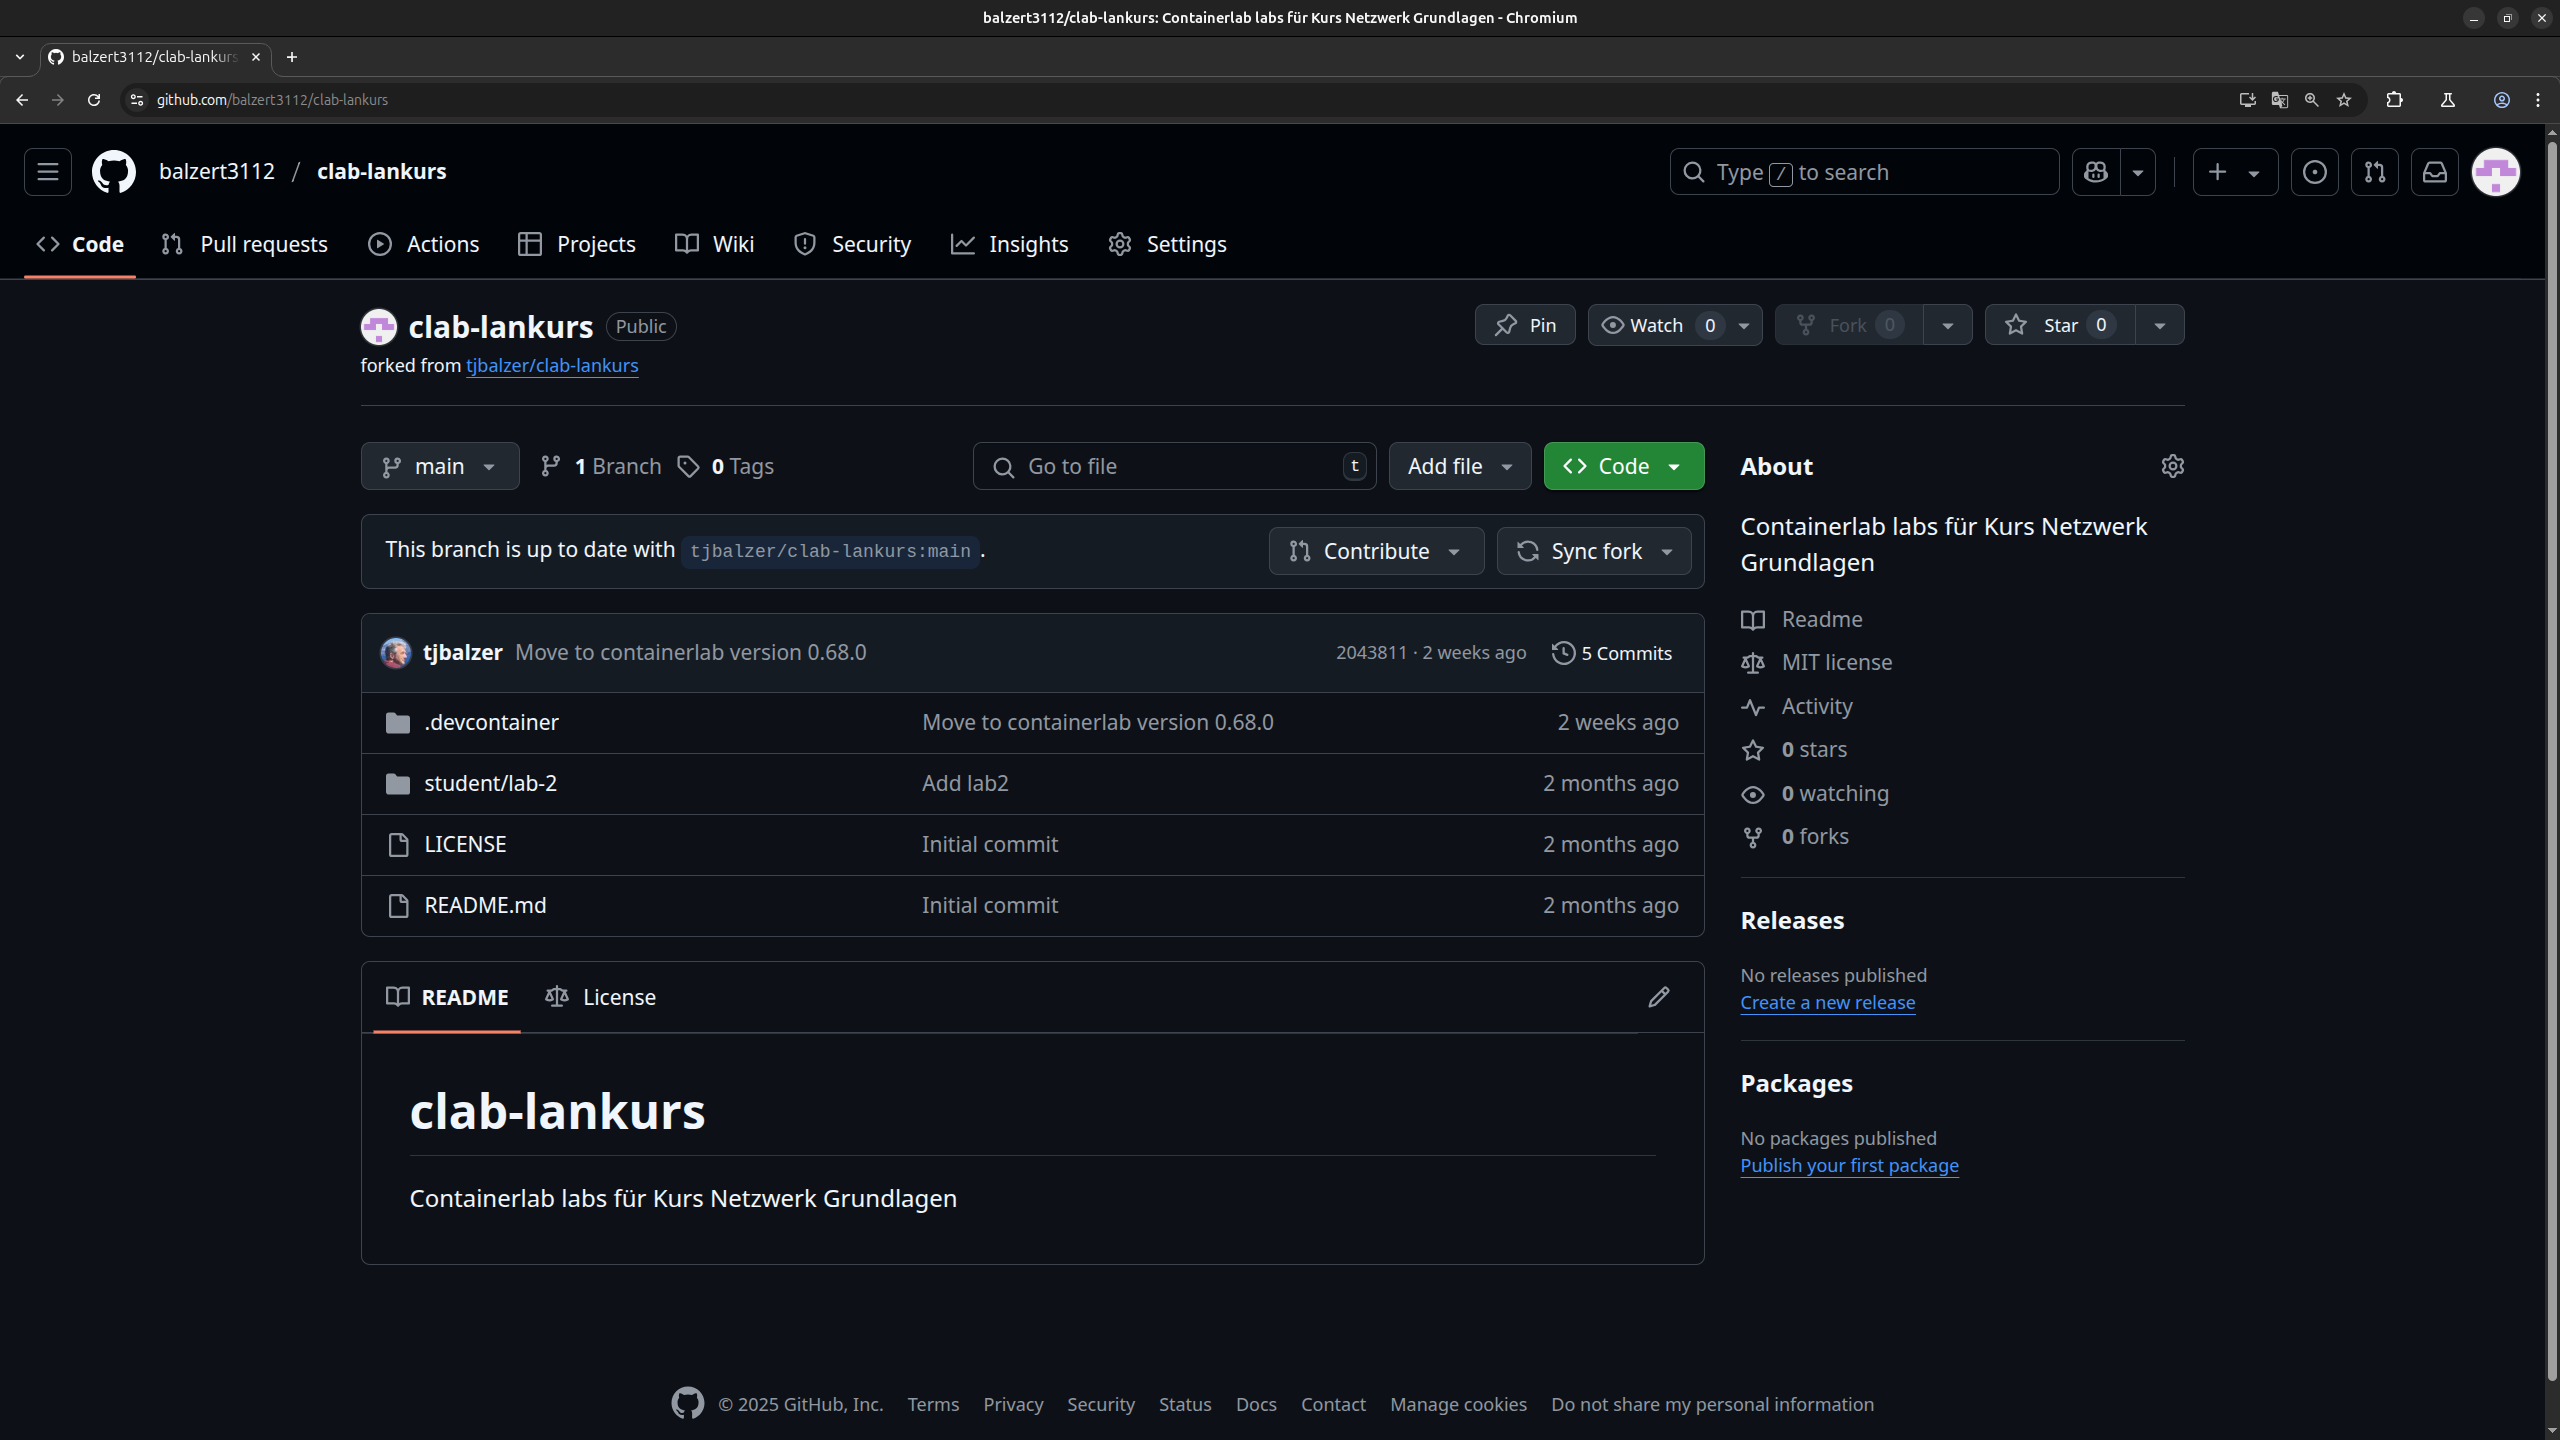 balzert3112/clab-lankurs: Containerlab labs für Kurs Netzwerk Grundlagen - Chromium
balzert3112/clab-lankurs
github.com/balzert3112/clab-lankurs
balzert3112 / clab-lankurs
Type / to search
Code Pull requests Actions Projects Wiki Security Insights Settings
clab-lankurs Public
Pin Watch 0 Fork 0 Star 0
forked from tjbalzer/clab-lankurs
main 1 Branch 0 Tags Go to file t Add file Code
This branch is up to date with tjbalzer/clab-lankurs:main . Contribute Sync fork
tjbalzer Move to containerlab version 0.68.0 2043811 · 2 weeks ago 5 Commits
.devcontainer Move to containerlab version 0.68.0 2 weeks ago
student/lab-2 Add lab2 2 months ago
LICENSE Initial commit 2 months ago
README.md Initial commit 2 months ago
README License
clab-lankurs
Containerlab labs für Kurs Netzwerk Grundlagen
About
Containerlab labs für Kurs Netzwerk
Grundlagen
Readme
MIT license
Activity
0 stars
0 watching
0 forks
Releases
No releases published
Create a new release
Packages
No packages published
Publish your first package
© 2025 GitHub, Inc. Terms Privacy Security Status Docs Contact Manage cookies Do not share my personal information